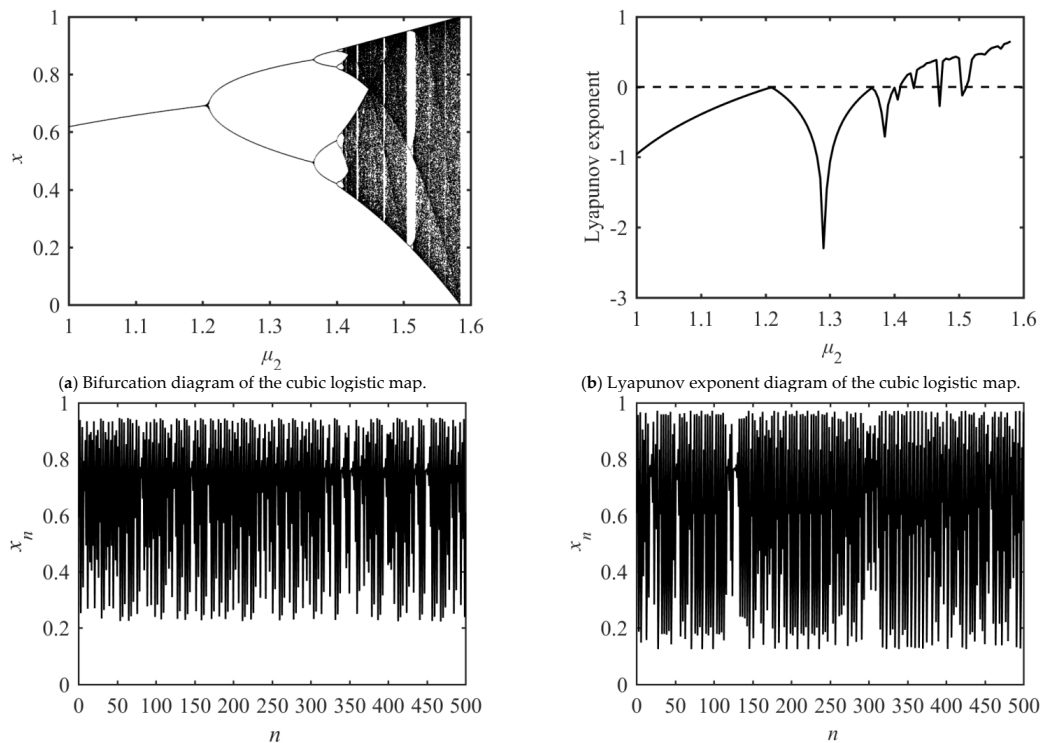 1
0.8
0.6
0.4
0.2
0
x
1 1.1 1.2 1.3 1.4 1.5 1.6
μ2
(a) Bifurcation diagram of the cubic logistic map.
1
0
-1
-2
-3
Lyapunov exponent
1 1.1 1.2 1.3 1.4 1.5 1.6
μ2
(b) Lyapunov exponent diagram of the cubic logistic map.
1
0.8
0.6
0.4
0.2
0
xn
0 50 100 150 200 250 300 350 400 450 500
n
1
0.8
0.6
0.4
0.2
0
xn
0 50 100 150 200 250 300 350 400 450 500
n